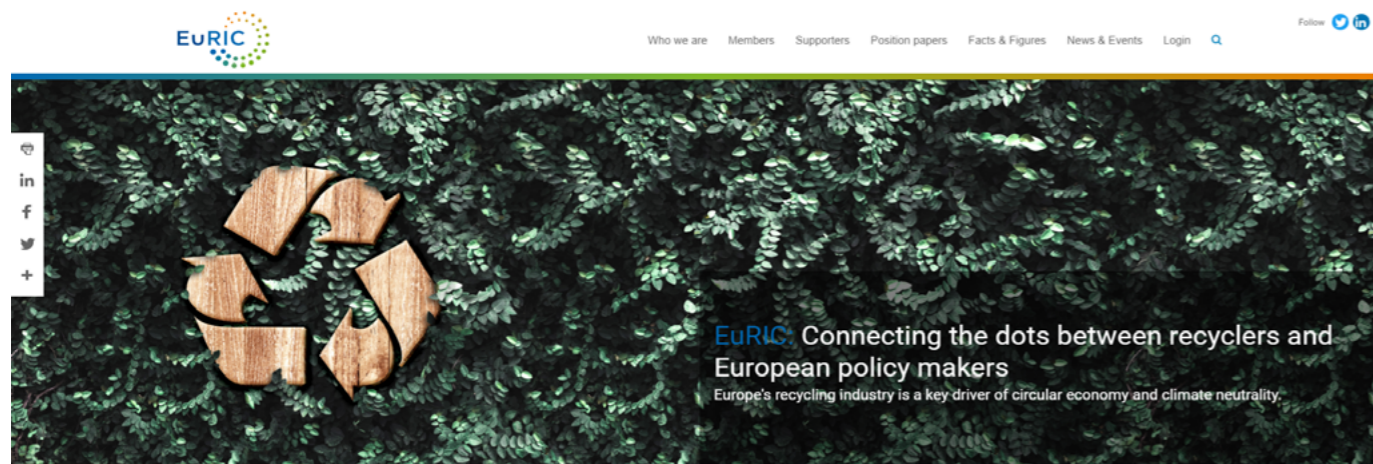 Follow
EuRIC
Who we are Members Supporters Position papers Facts & Figures News & Events Login
in
f
EuRIC: Connecting the dots between recyclers and
European policy makers
Europe's recycling industry is a key driver of circular economy and climate neutrality.